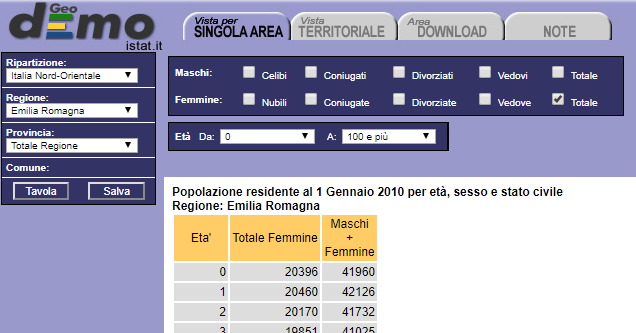 Geo
demo
istat.it
Vista per
SINGOLA AREA
Vista
TERRITORIALE
Area
DOWNLOAD
NOTE
Ripartizione:
Italia Nord-Orientale
Regione:
Emilia Romagna
Provincia:
Totale Regione
Comune:
Tavola Salva
Maschi: Celibi Coniugati Divorziati Vedovi Totale
Femmine: Nubili Coniugate Divorziate Vedove Totale
Età Da: 0 A: 100 e più
Popolazione residente al 1 Gennaio 2010 per età, sesso e stato civile
Regione: Emilia Romagna
Eta' Totale Femmine Maschi + Femmine
0 20396 41960
1 20460 42126
2 20170 41732
3 19851 41025